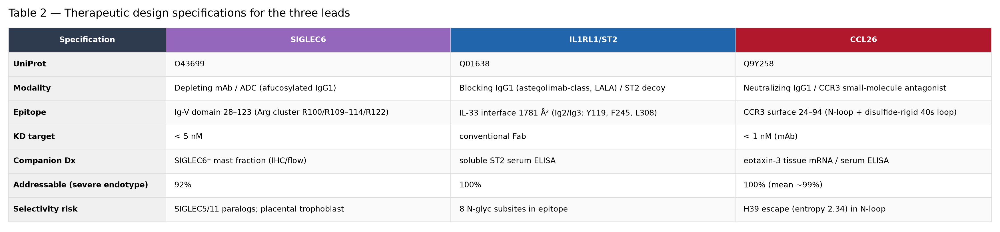 Table 2 — Therapeutic design specifications for the three leads
Specification SIGLEC6 IL1RL1/ST2 CCL26
UniProt O43699 Q01638 Q9Y258
Modality Depleting mAb / ADC (afucosylated IgG1) Blocking IgG1 (astegolimab-class, LALA) / ST2 decoy Neutralizing IgG1 / CCR3 small-molecule antagonist
Epitope Ig-V domain 28–123 (Arg cluster R100/R109–114/R122) IL-33 interface 1781 Å² (Ig2/Ig3: Y119, F245, L308) CCR3 surface 24–94 (N-loop + disulfide-rigid 40s loop)
KD target < 5 nM conventional Fab < 1 nM (mAb)
Companion Dx SIGLEC6⁺ mast fraction (IHC/flow) soluble ST2 serum ELISA eotaxin-3 tissue mRNA / serum ELISA
Addressable (severe endotype) 92% 100% 100% (mean ~99%)
Selectivity risk SIGLEC5/11 paralogs; placental trophoblast 8 N-glyc subsites in epitope H39 escape (entropy 2.34) in N-loop